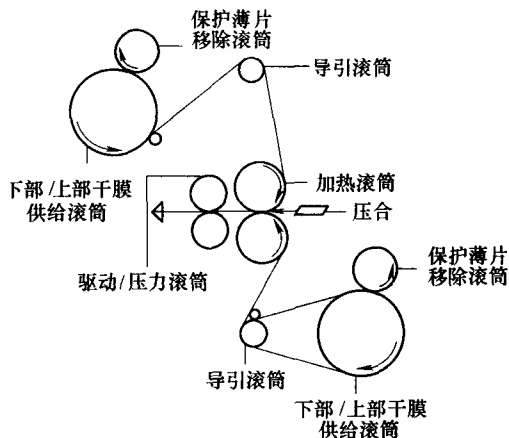 保护薄片
移除滚筒
导引滚筒
下部/上部干膜
供给滚筒
加热滚筒
压合
驱动/压力滚筒
保护薄片
移除滚筒
导引滚筒
下部/上部干膜
供给滚筒